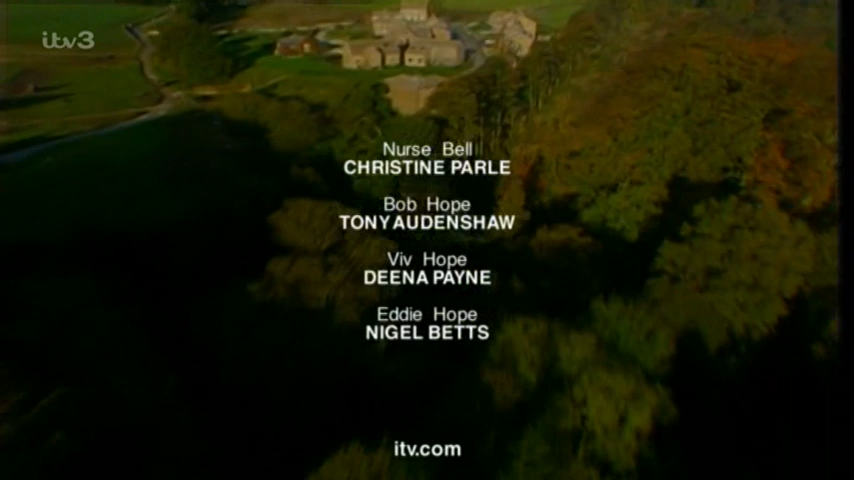 itv3
Nurse Bell
CHRISTINE PARLE
Bob Hope
TONY AUDENSHAW
Viv Hope
DEENA PAYNE
Eddie Hope
NIGEL BETTS
itv.com